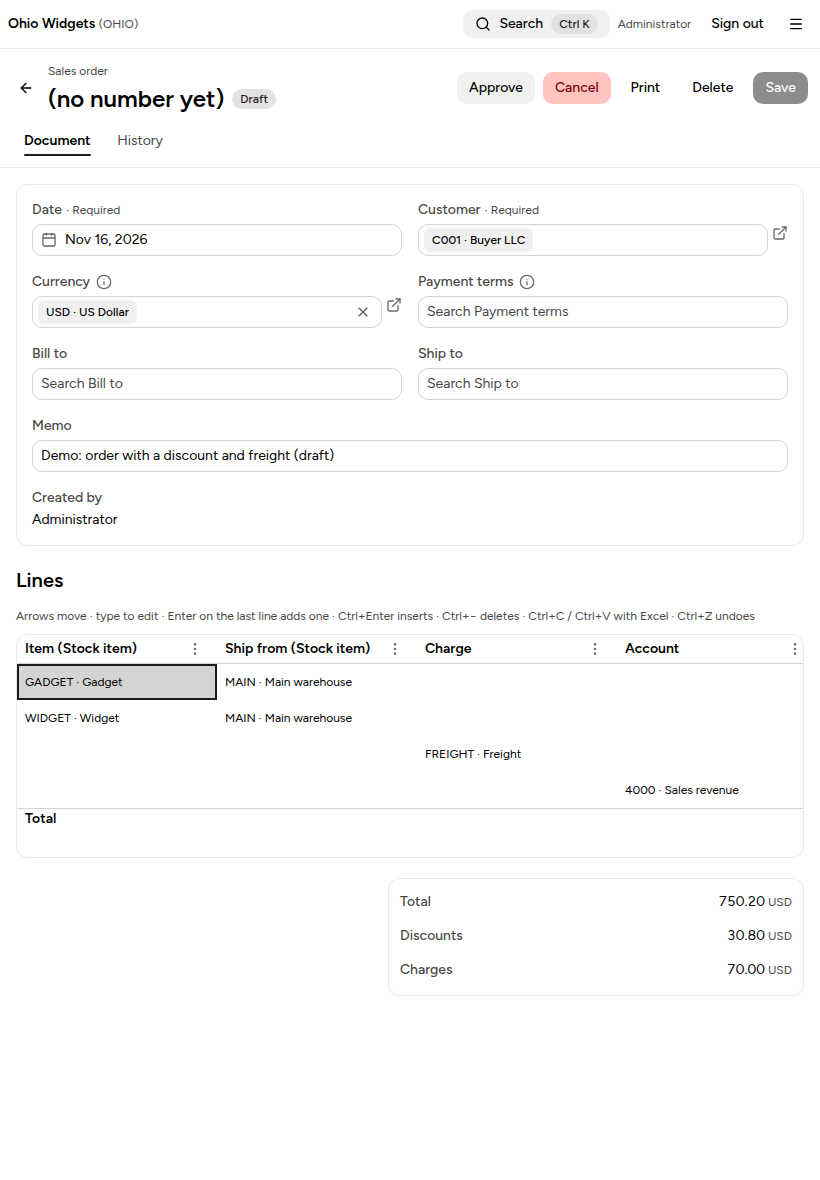 Ohio Widgets (OHIO) Search Ctrl K Administrator Sign out
Sales order
(no number yet) Draft Approve Cancel Print Delete Save
Document History
Date · Required Customer · Required
Nov 16, 2026 C001 · Buyer LLC
Currency Payment terms
USD · US Dollar Search Payment terms
Bill to Ship to
Search Bill to Search Ship to
Memo
Demo: order with a discount and freight (draft)
Created by
Administrator
Lines
Arrows move · type to edit · Enter on the last line adds one · Ctrl+Enter inserts · Ctrl+− deletes · Ctrl+C / Ctrl+V with Excel · Ctrl+Z undoes
Item (Stock item) Ship from (Stock item) Charge Account
GADGET · Gadget MAIN · Main warehouse
WIDGET · Widget MAIN · Main warehouse
FREIGHT · Freight
4000 · Sales revenue
Total
Total 750.20 USD
Discounts 30.80 USD
Charges 70.00 USD